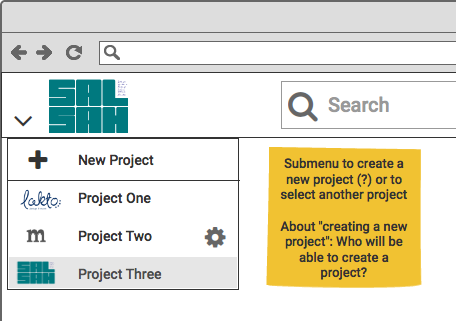 SAL
SAH
Search
New Project
lakto
Project One
m
Project Two
SAL
SAH
Project Three
Submenu to create a
new project (?) or to
select another project
About "creating a new
project": Who will be
able to create a
project?